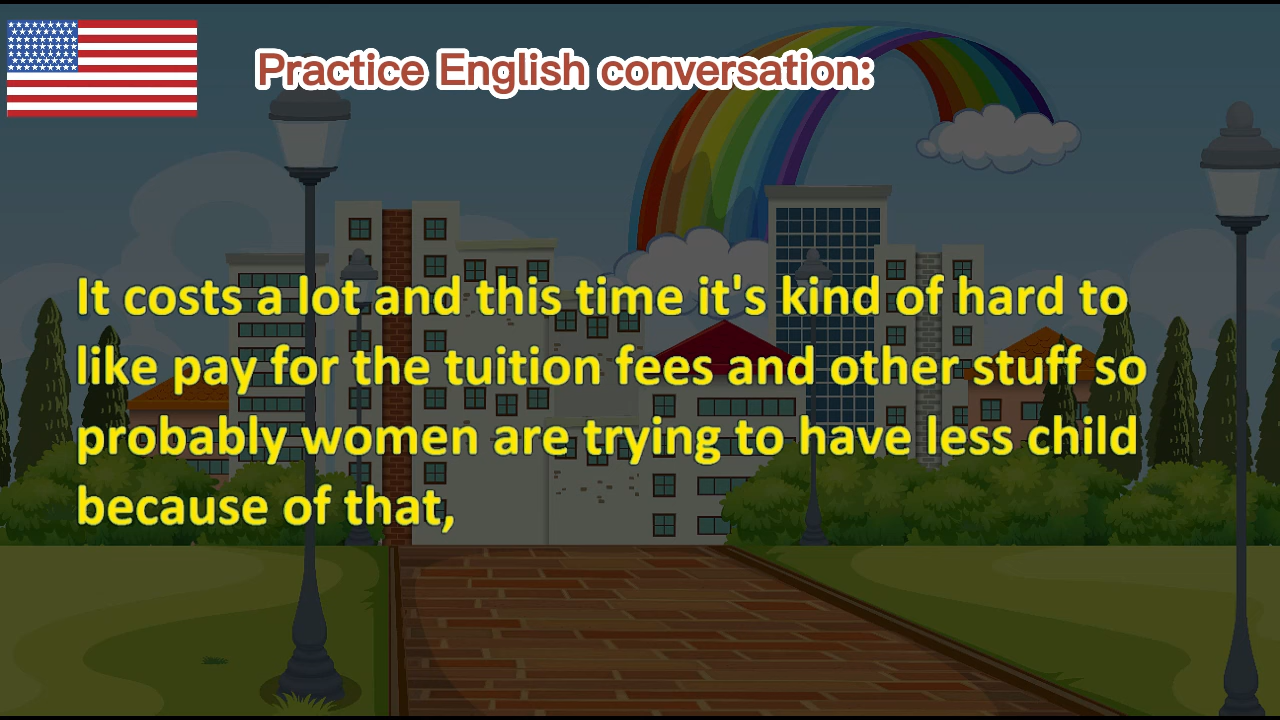 Practice English conversation:
It costs a lot and this time it's kind of hard to
like pay for the tuition fees and other stuff so
probably women are trying to have less child
because of that,